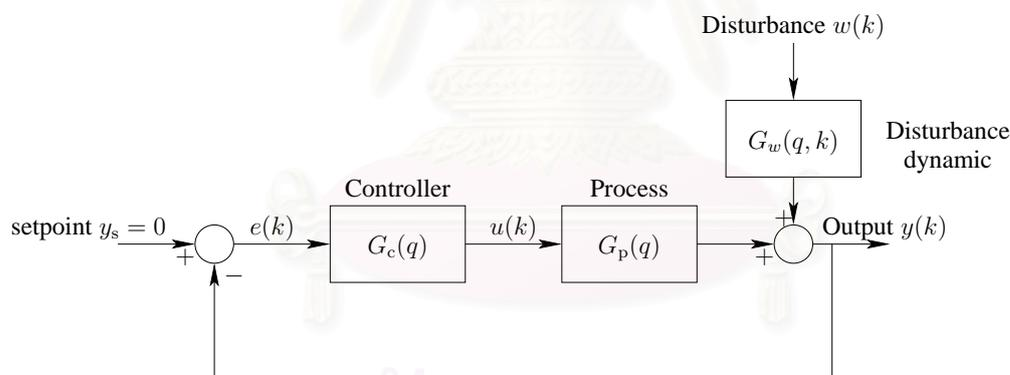 Disturbance w(k)
G_w(q, k)
Disturbance
dynamic
Controller
Process
setpoint y_s = 0
e(k)
G_c(q)
u(k)
G_p(q)
Output y(k)
+
−
+
+